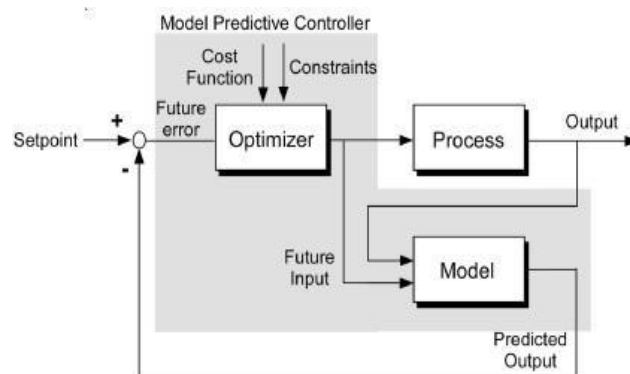 Model Predictive Controller
Cost
Function
Constraints
+
Setpoint
-
Future
error
Optimizer
Process
Output
Future
Input
Model
Predicted
Output